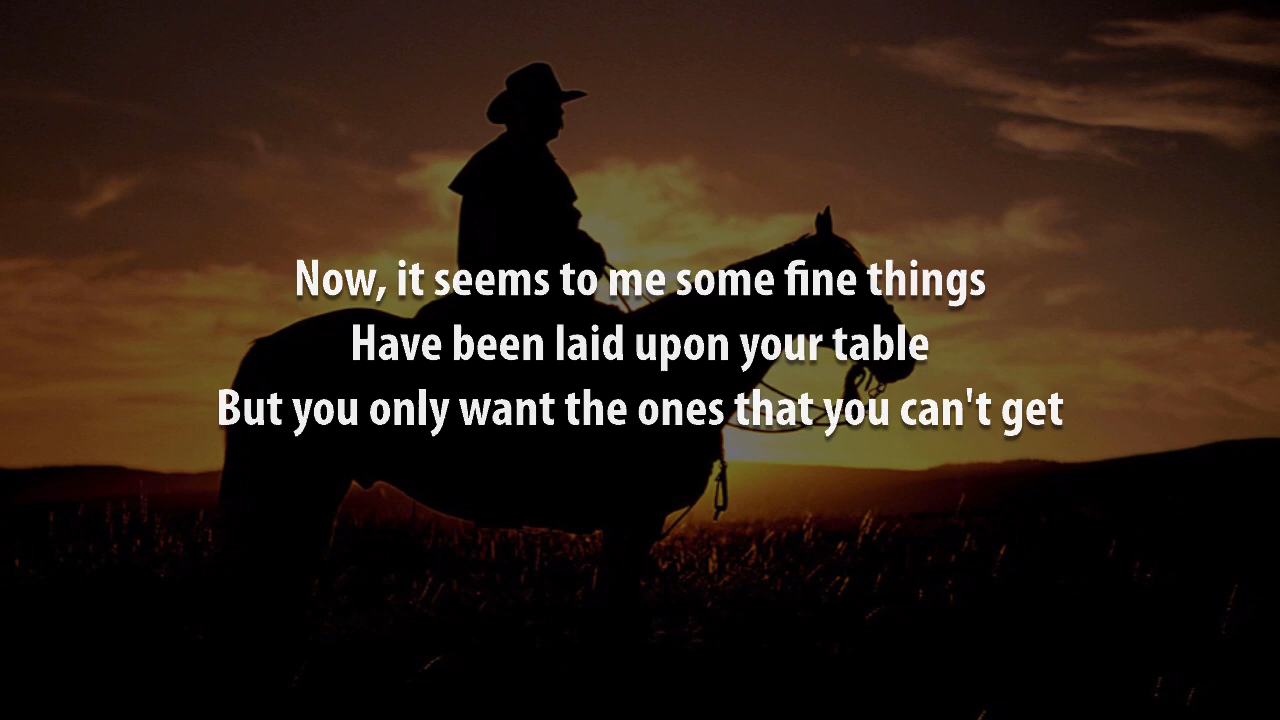 Now, it seems to me some fine things
Have been laid upon your table
But you only want the ones that you can't get